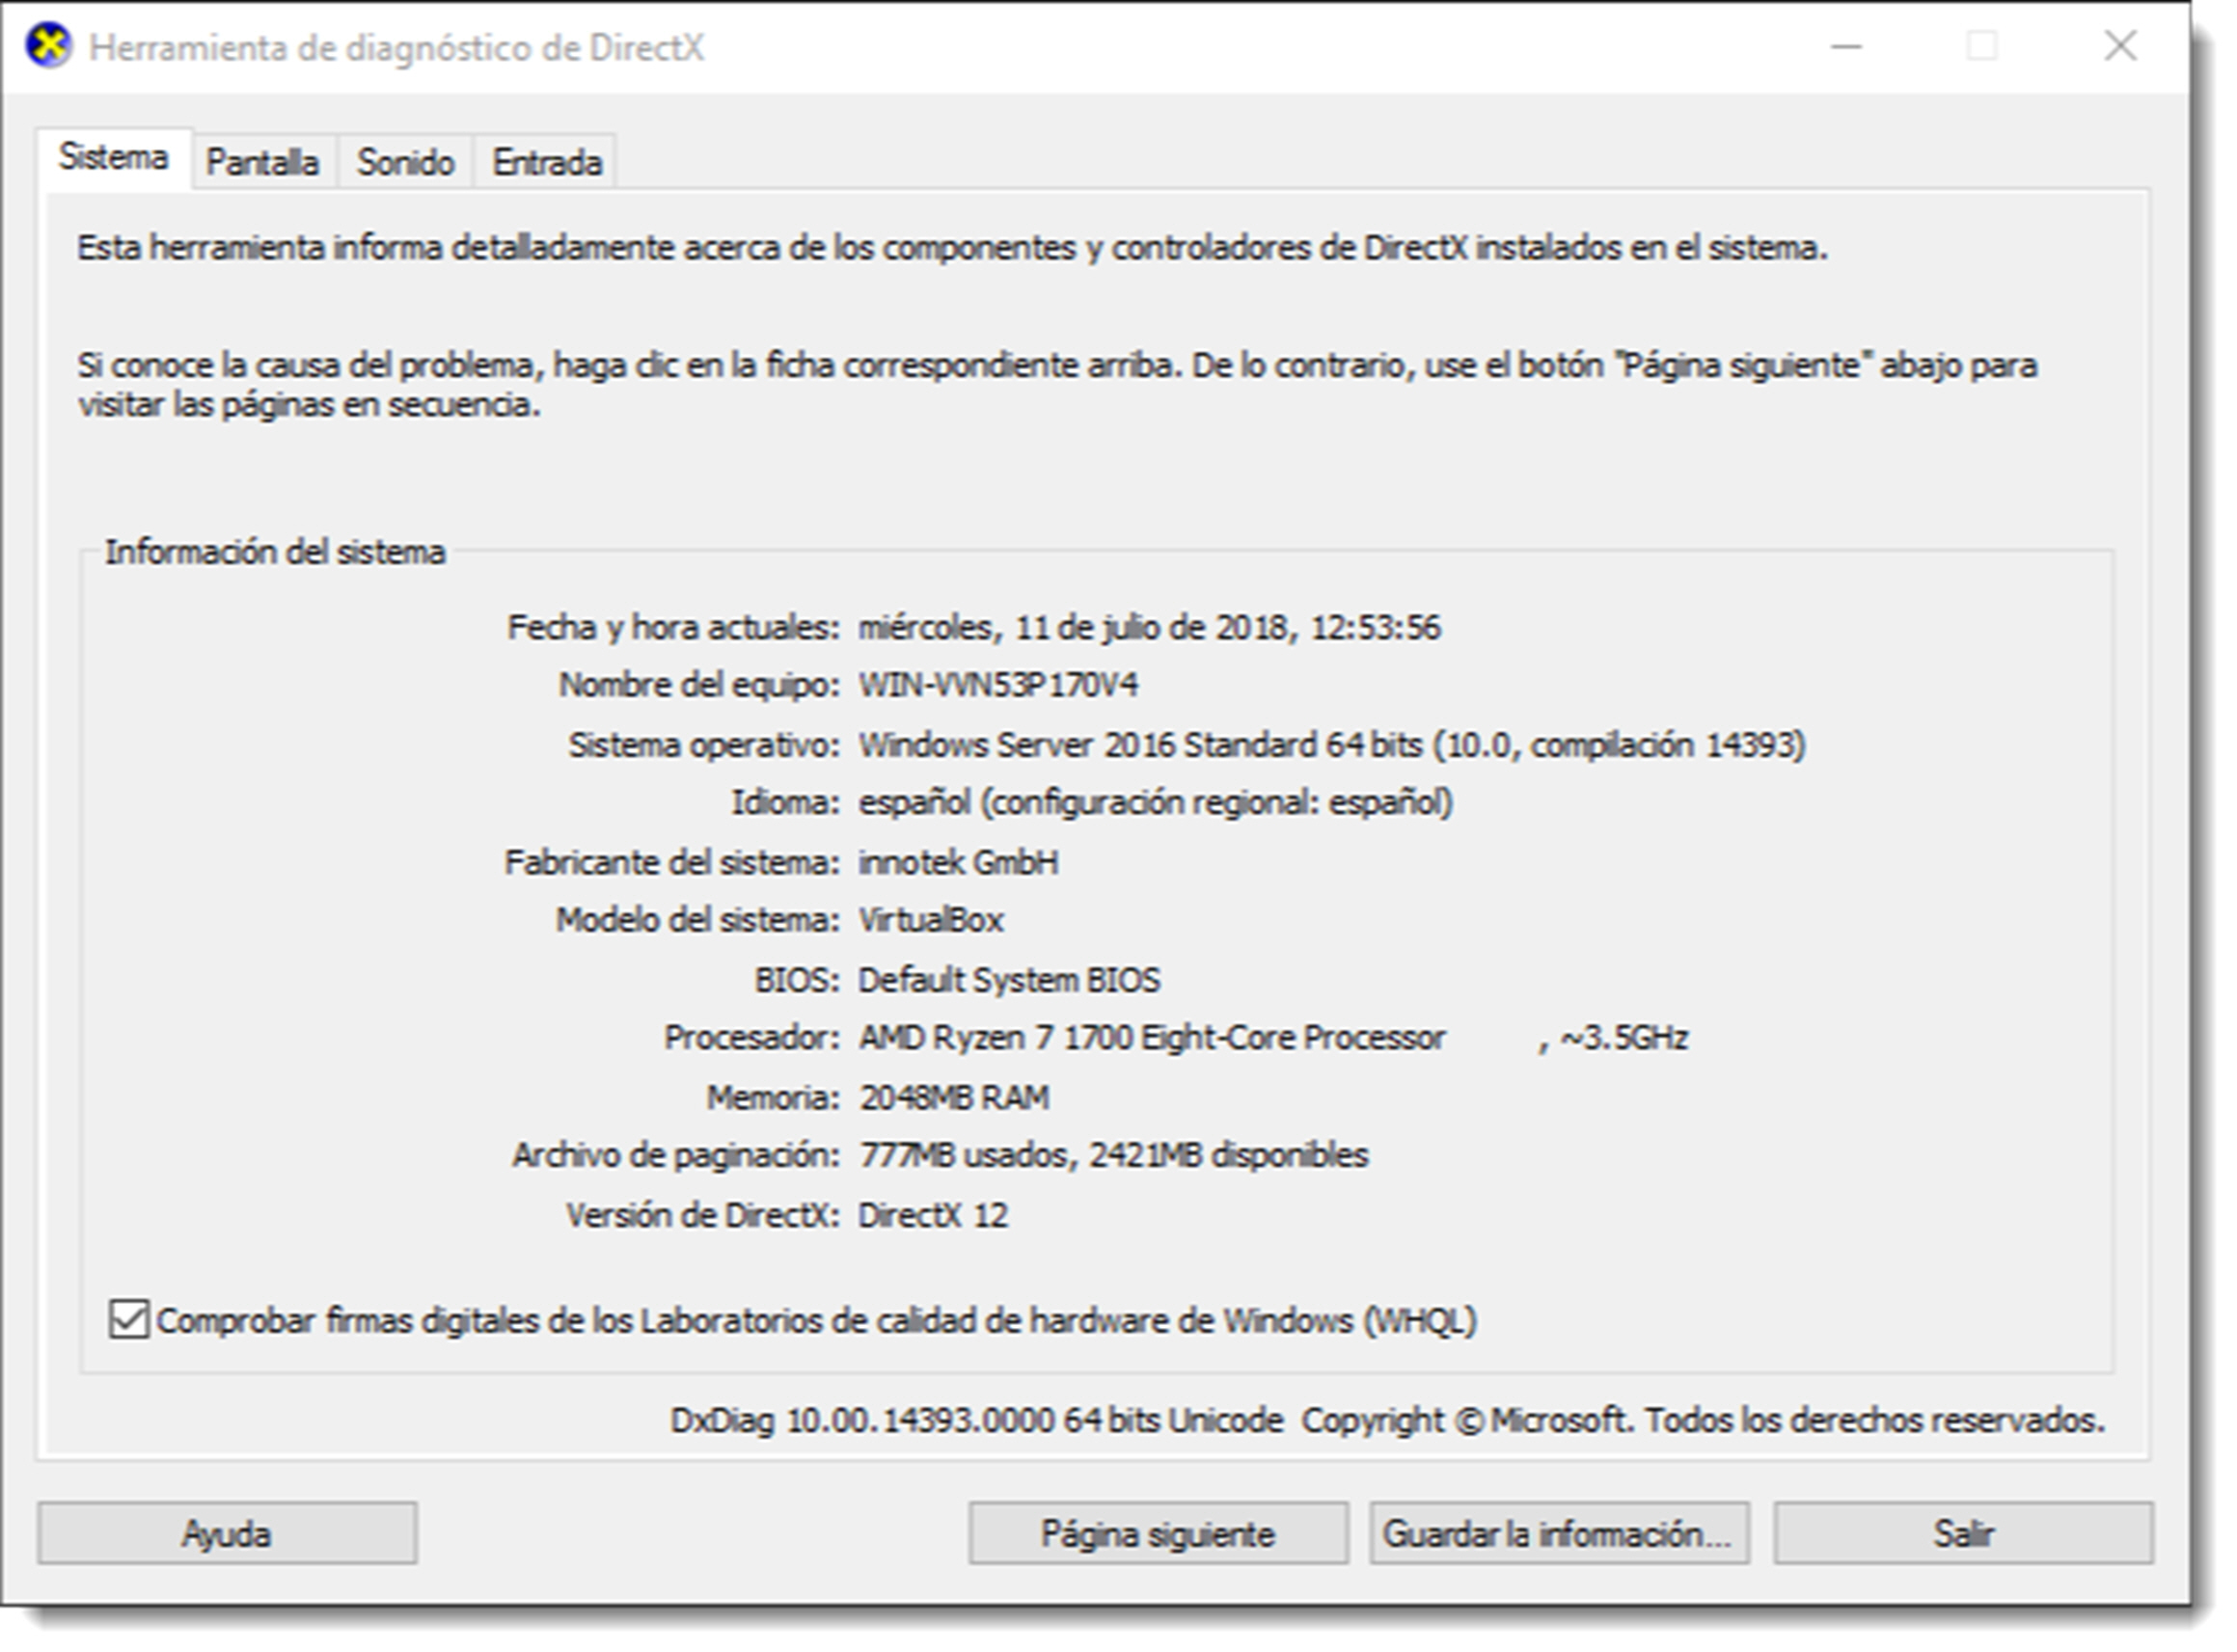 Herramienta de diagnóstico de DirectX
Sistema Pantalla Sonido Entrada
Esta herramienta informa detalladamente acerca de los componentes y controladores de DirectX instalados en el sistema.
Si conoce la causa del problema, haga clic en la ficha correspondiente arriba. De lo contrario, use el botón "Página siguiente" abajo para
visitar las páginas en secuencia.
Información del sistema
Fecha y hora actuales: miércoles, 11 de julio de 2018, 12:53:56
Nombre del equipo: WIN-VVN53P170V4
Sistema operativo: Windows Server 2016 Standard 64 bits (10.0, compilación 14393)
Idioma: español (configuración regional: español)
Fabricante del sistema: innotek GmbH
Modelo del sistema: VirtualBox
BIOS: Default System BIOS
Procesador: AMD Ryzen 7 1700 Eight-Core Processor , ~3.5GHz
Memoria: 2048MB RAM
Archivo de paginación: 777MB usados, 2421MB disponibles
Versión de DirectX: DirectX 12
Comprobar firmas digitales de los Laboratorios de calidad de hardware de Windows (WHQL)
DxDiag 10.00.14393.0000 64 bits Unicode Copyright © Microsoft. Todos los derechos reservados.
Ayuda Página siguiente Guardar la información... Salir